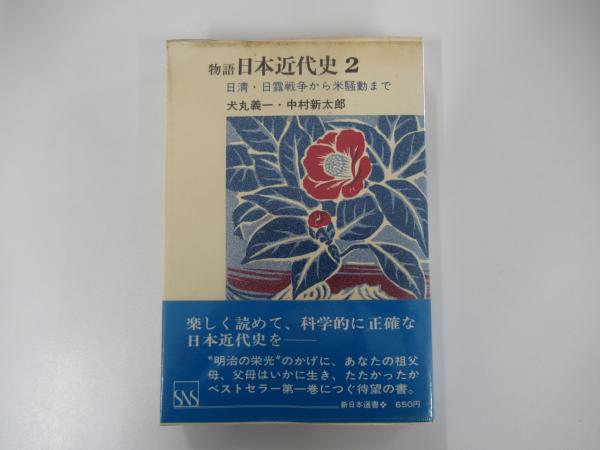 物語 日本近代史 2
日清・日露戦争から米騒動まで
犬丸義一・中村新太郎
楽しく読めて、科学的に正確な
日本近代史を――
"明治の栄光"のかげに、あなたの祖父
母、父母はいかに生き、たたかったか
ベストセラー第一巻につぐ待望の書。
SNS
新日本選書 650円